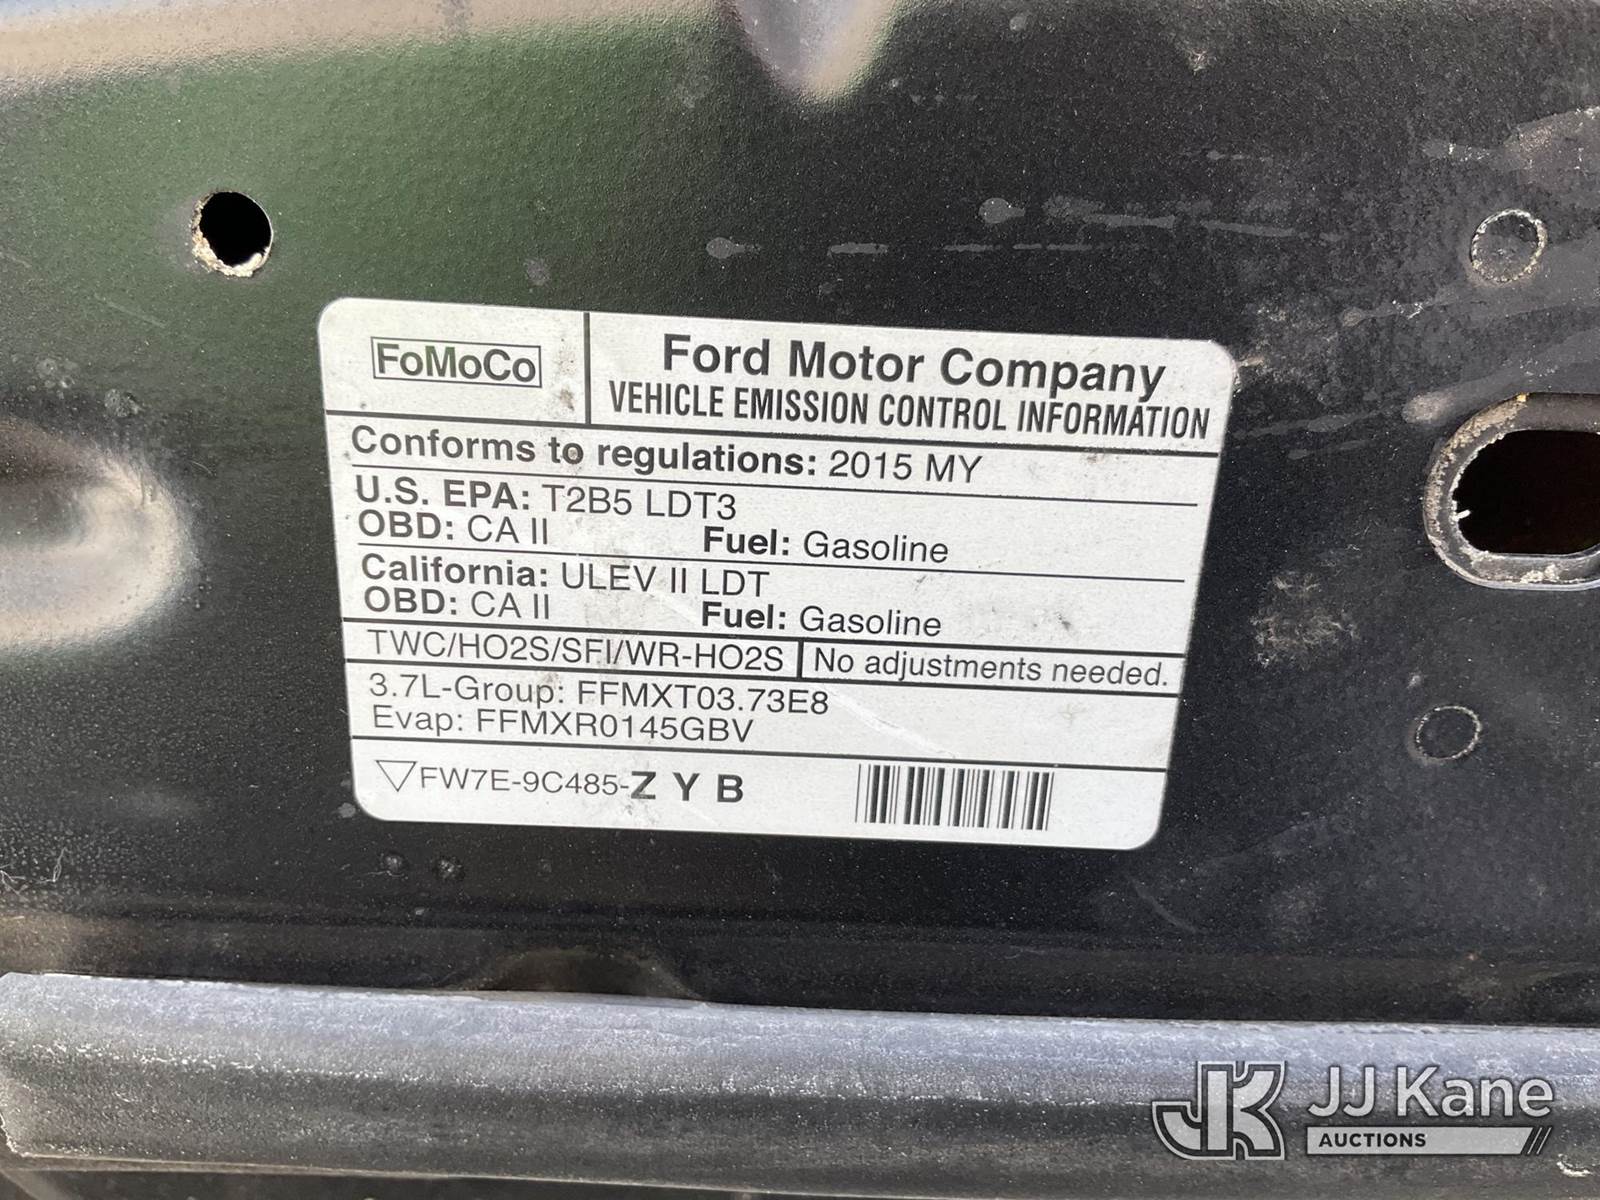 FoMoCo
Ford Motor Company
VEHICLE EMISSION CONTROL INFORMATION
Conforms to regulations: 2015 MY
U.S. EPA: T2B5 LDT3
OBD: CA II Fuel: Gasoline
California: ULEV II LDT
OBD: CA II Fuel: Gasoline
TWC/HO2S/SFI/WR-HO2S No adjustments needed.
3.7L-Group: FFMXT03.73E8
Evap: FFMXR0145GBV
FW7E-9C485-Z Y B
JK JJ Kane
AUCTIONS